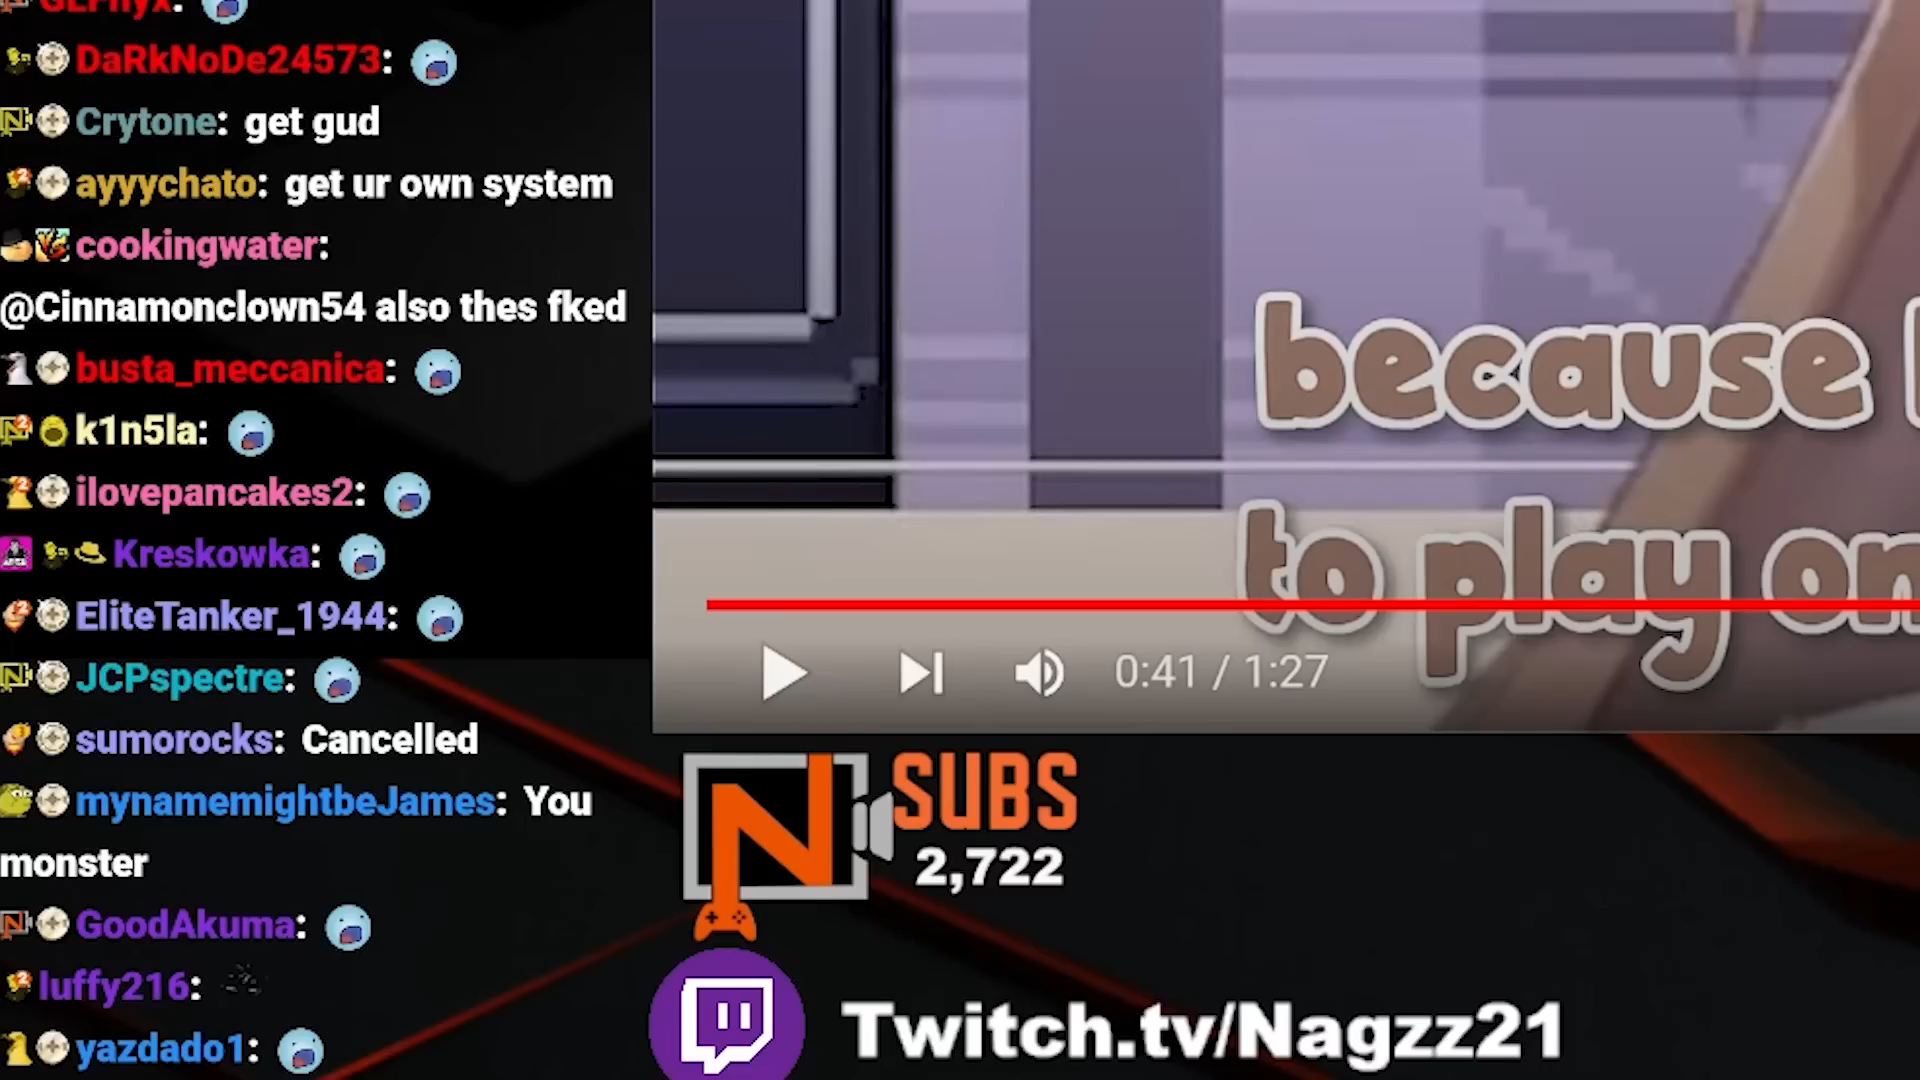 GLPhyx:
DaRkNoDe24573:
Crytone: get gud
ayyychato: get ur own system
cookingwater:
@Cinnamonclown54 also thes fked
busta_meccanica:
k1n5la:
ilovepancakes2:
Kreskowka:
EliteTanker_1944:
JCPspectre:
sumorocks: Cancelled
mynamemightbeJames: You
monster
GoodAkuma:
luffy216:
yazdado1:
because
to play on
0:41 / 1:27
N SUBS
2,722
Twitch.tv/Nagzz21